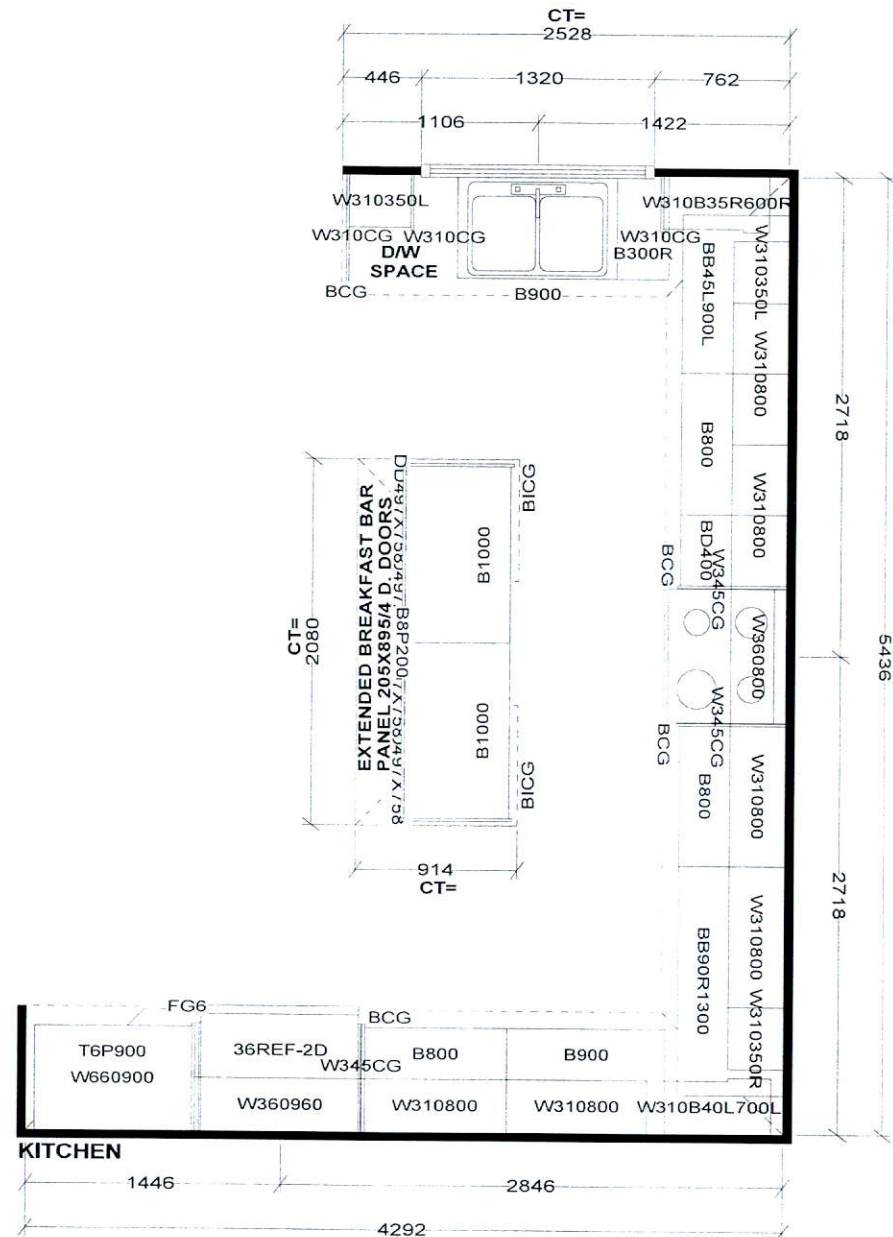 CT=
2528
446
1320
762
1106
1422
W310350L
W310B35R600R
W310CG
W310CG
W310CG
D/W
SPACE
B300R
BCG
B900
BB45L900L
W310350L
W310800
B800
W310800
BD400
BCG
W345CG
W360800
W345CG
BCG
B800
W310800
BB90R1300
W310800
W310350R
2718
2718
5436
CT=
2080
EXTENDED BREAKFAST BAR
PANEL 205X895/4 D. DOORS
B8P200
B1000
B1000
BICG
BICG
914
CT=
FG6
BCG
T6P900
W660900
36REF-2D
W345CG
B800
B900
W360960
W310800
W310800
W310B40L700L
KITCHEN
1446
2846
4292